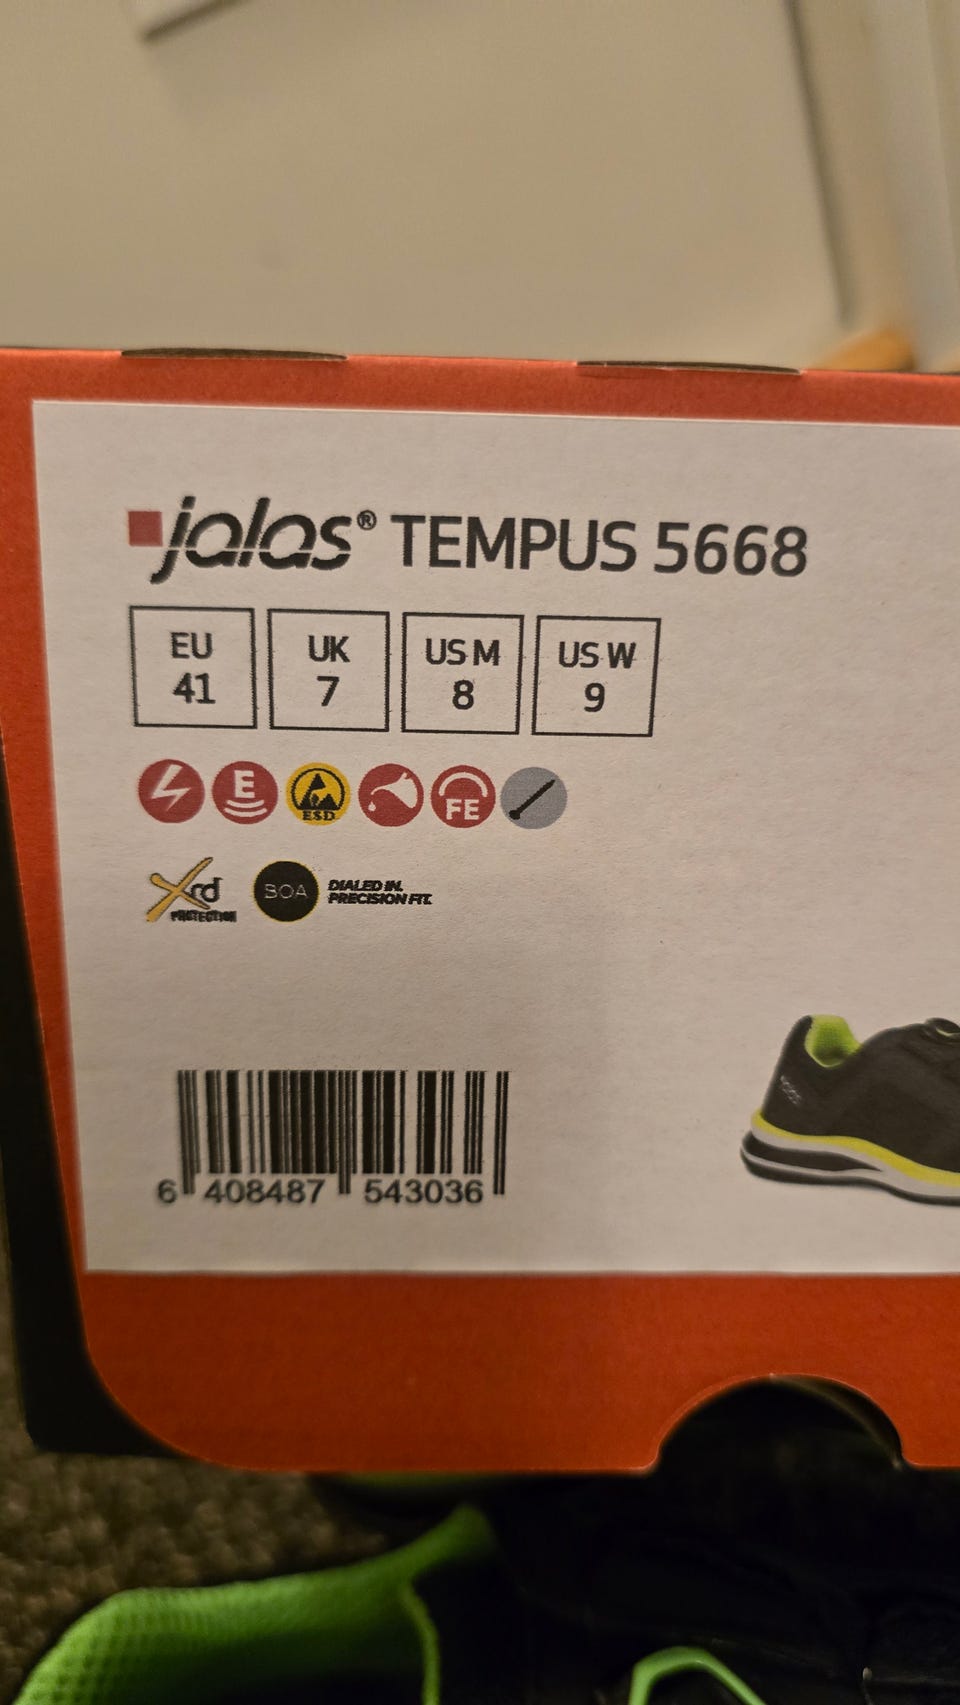 jalas® TEMPUS 5668
EU UK US M US W
41 7 8 9
E ESD FE
xrd BOA DIALED IN.
PROTECTION PRECISION FIT.
6 408487 543036
jalas